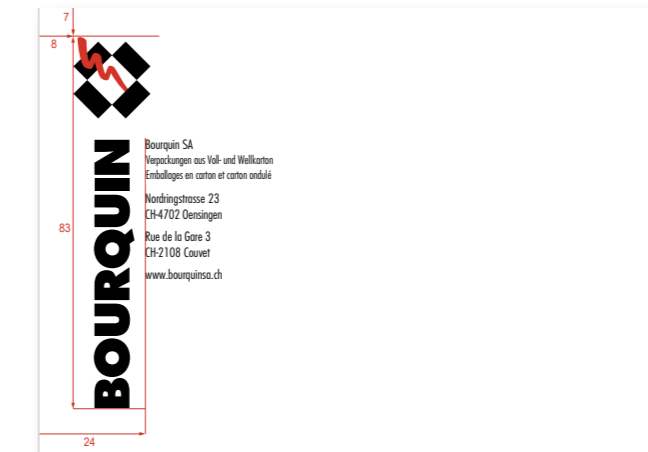 7
8
83
BOURQUIN
Bourquin SA
Verpackungen aus Voll- und Wellkarton
Emballages en carton et carton ondulé
Nordringstrasse 23
CH-4702 Oensingen
Rue de la Gare 3
CH-2108 Couvet
www.bourquinsa.ch
24